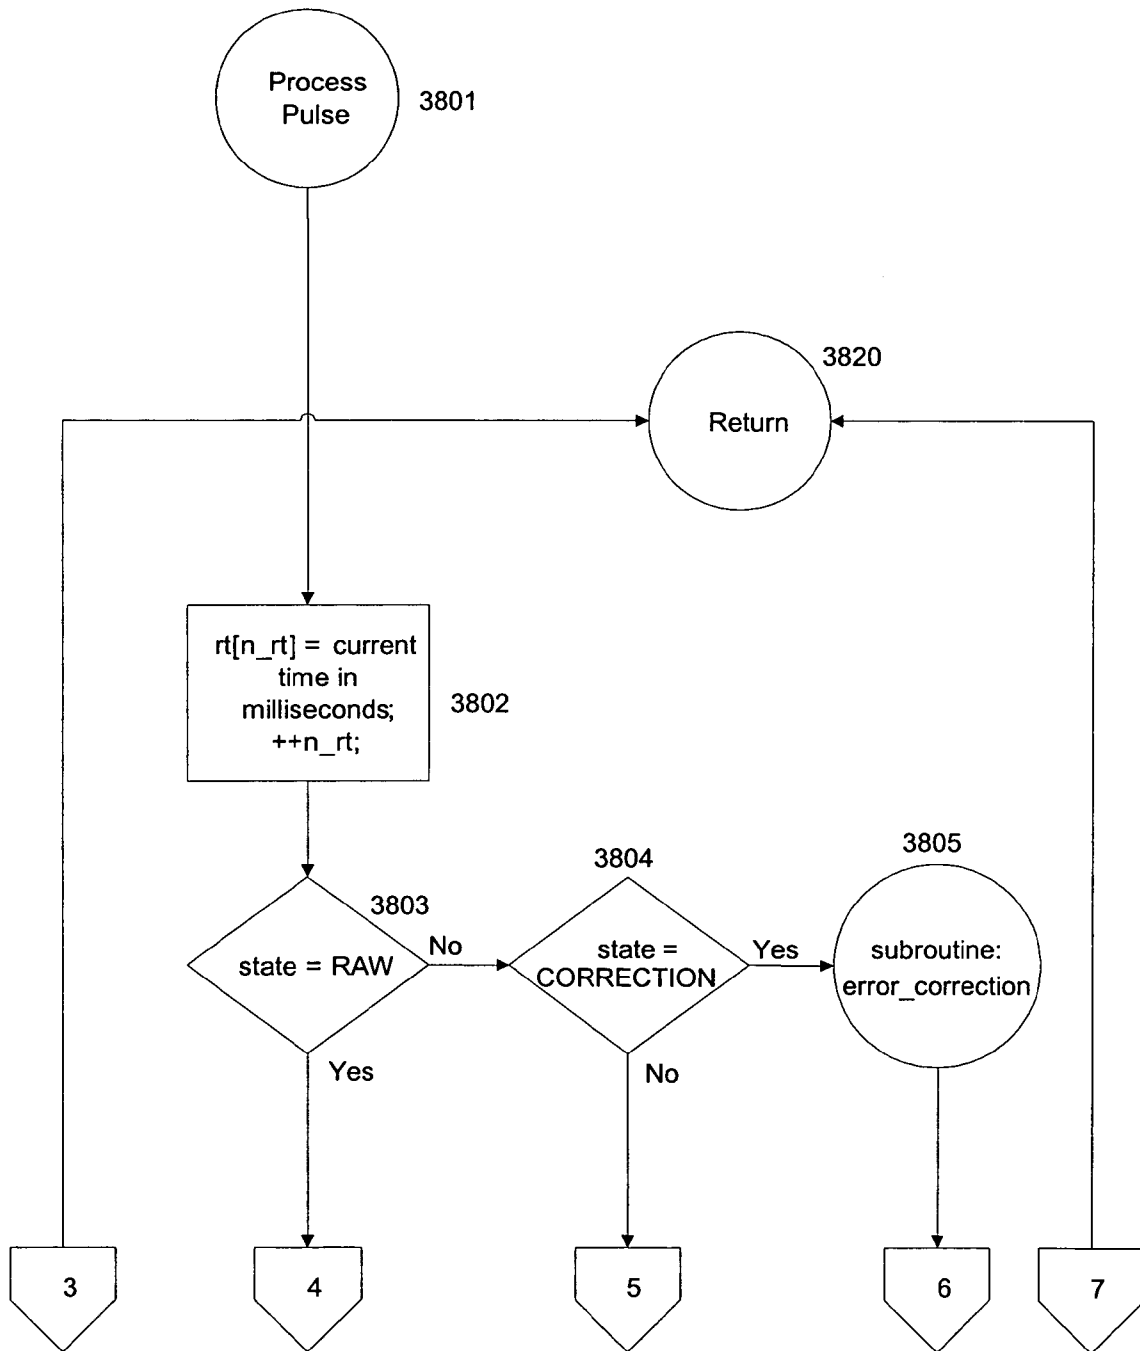 Process
Pulse
3801
3820
Return
rt[n_rt] = current
time in
milliseconds;
++n_rt;
3802
3803
state = RAW
No
Yes
3804
state =
CORRECTION
Yes
No
3805
subroutine:
error_correction
3
4
5
6
7